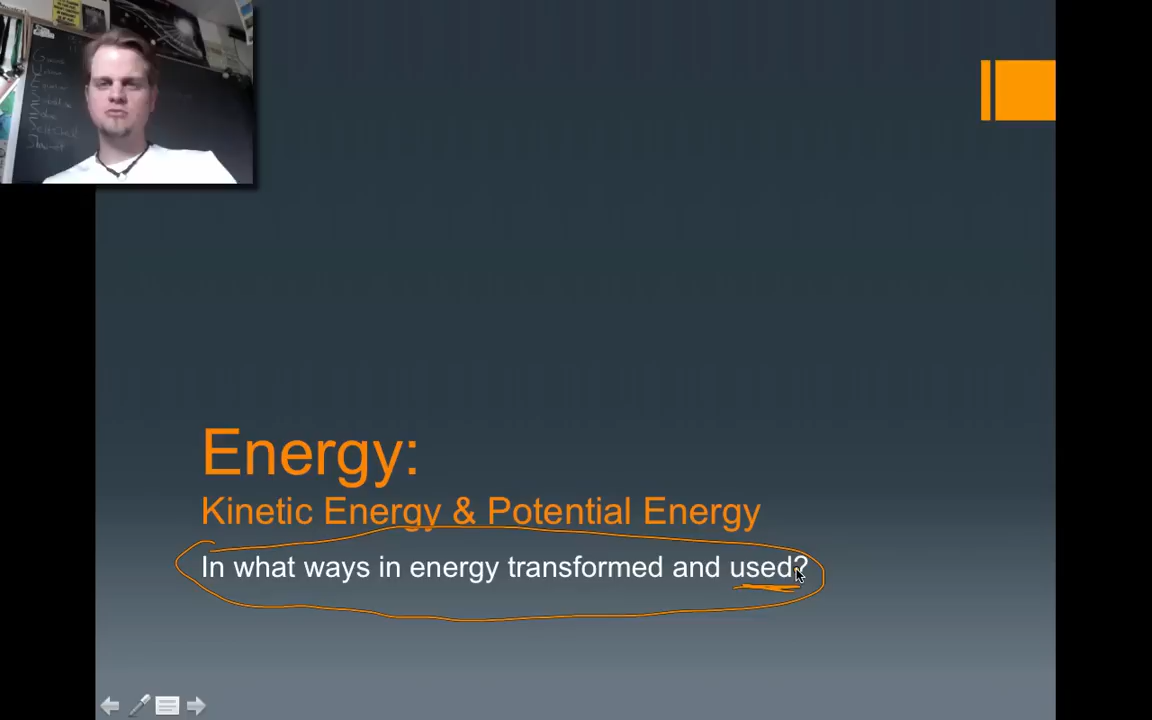 Energy:
Kinetic Energy & Potential Energy
In what ways in energy transformed and used?